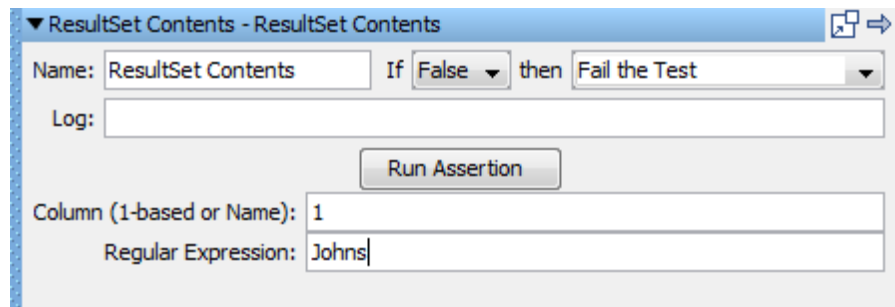 ResultSet Contents - ResultSet Contents
Name: ResultSet Contents If False then Fail the Test
Log:
Run Assertion
Column (1-based or Name): 1
Regular Expression: Johns